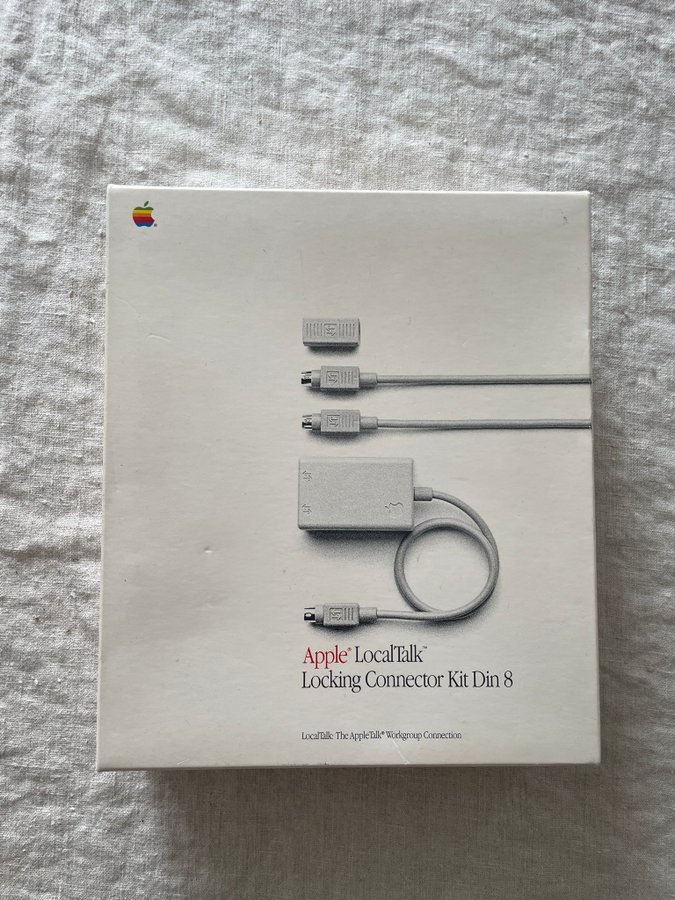 Apple® LocalTalk™
Locking Connector Kit Din 8
LocalTalk: The AppleTalk® Workgroup Connection